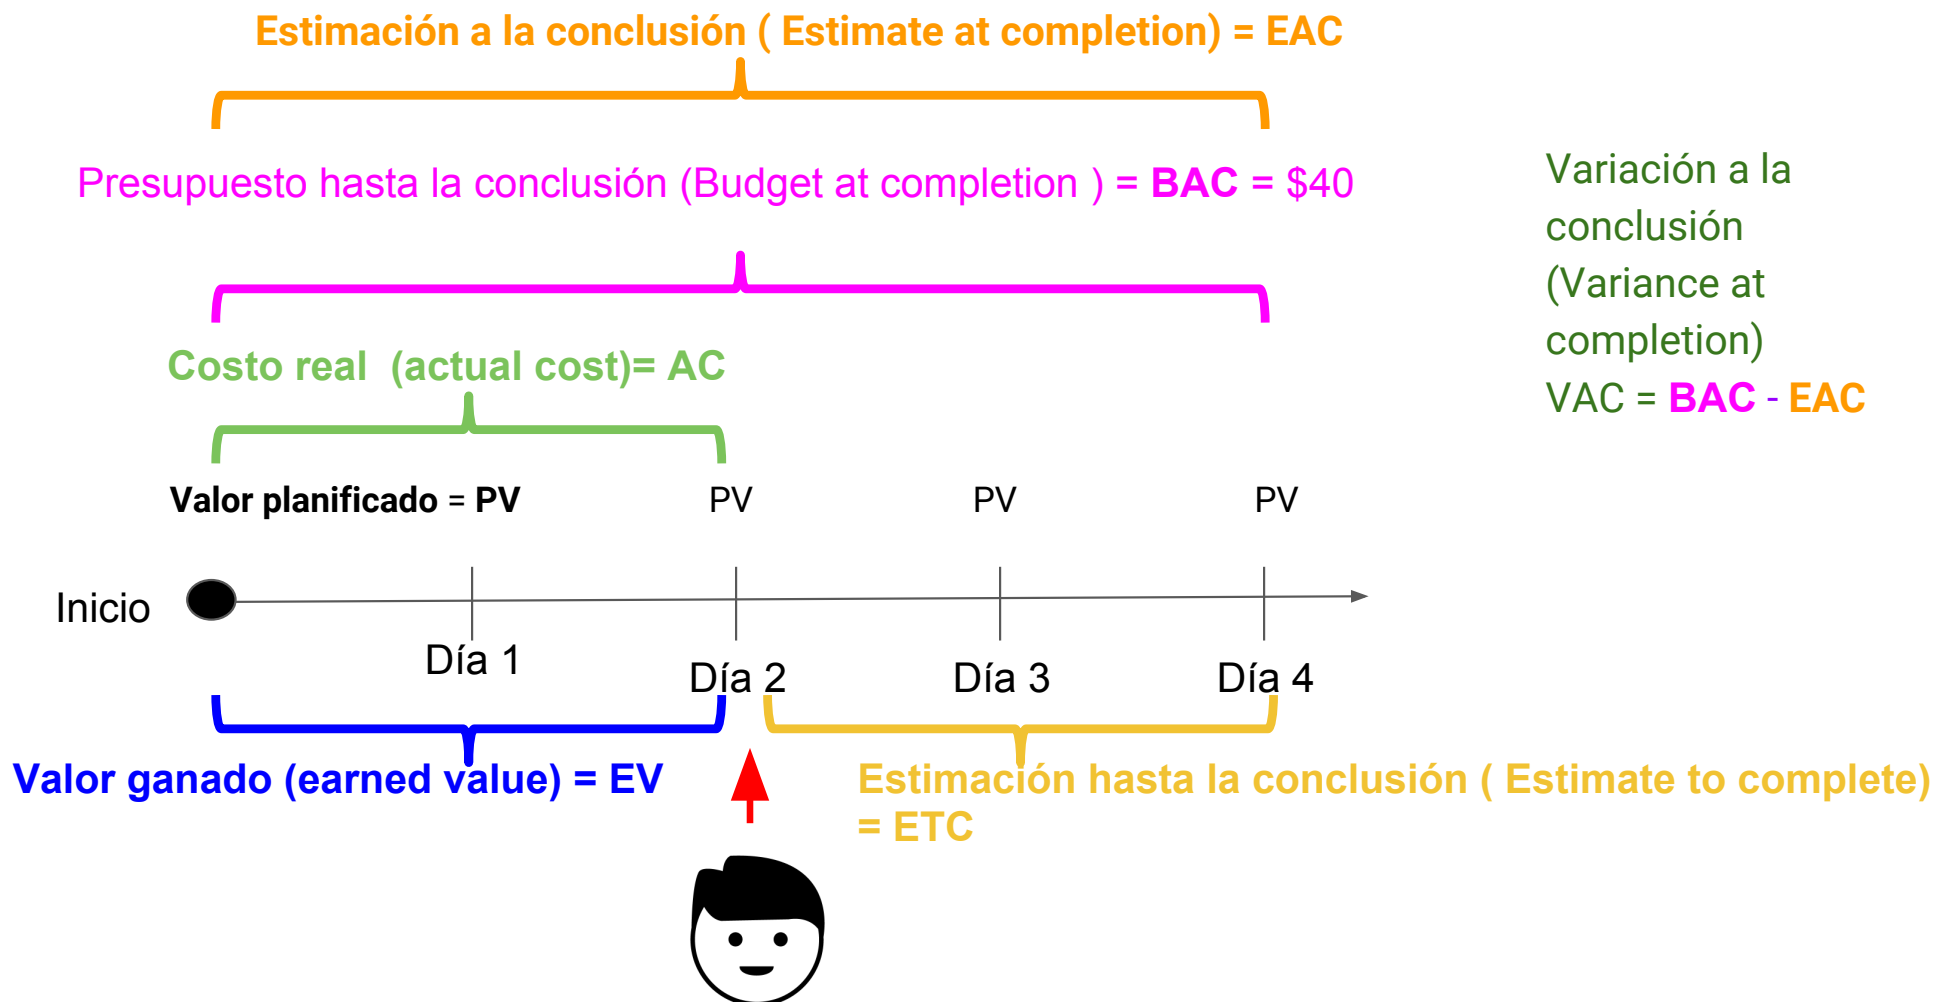 Estimación a la conclusión ( Estimate at completion) = EAC
Presupuesto hasta la conclusión (Budget at completion ) = BAC = $40
Variación a la
conclusión
(Variance at
completion)
VAC = BAC - EAC
Costo real  (actual cost)= AC
Valor planificado = PV
PV
PV
PV
Inicio
Día 1
Día 2
Día 3
Día 4
Valor ganado (earned value) = EV
Estimación hasta la conclusión ( Estimate to complete)
= ETC